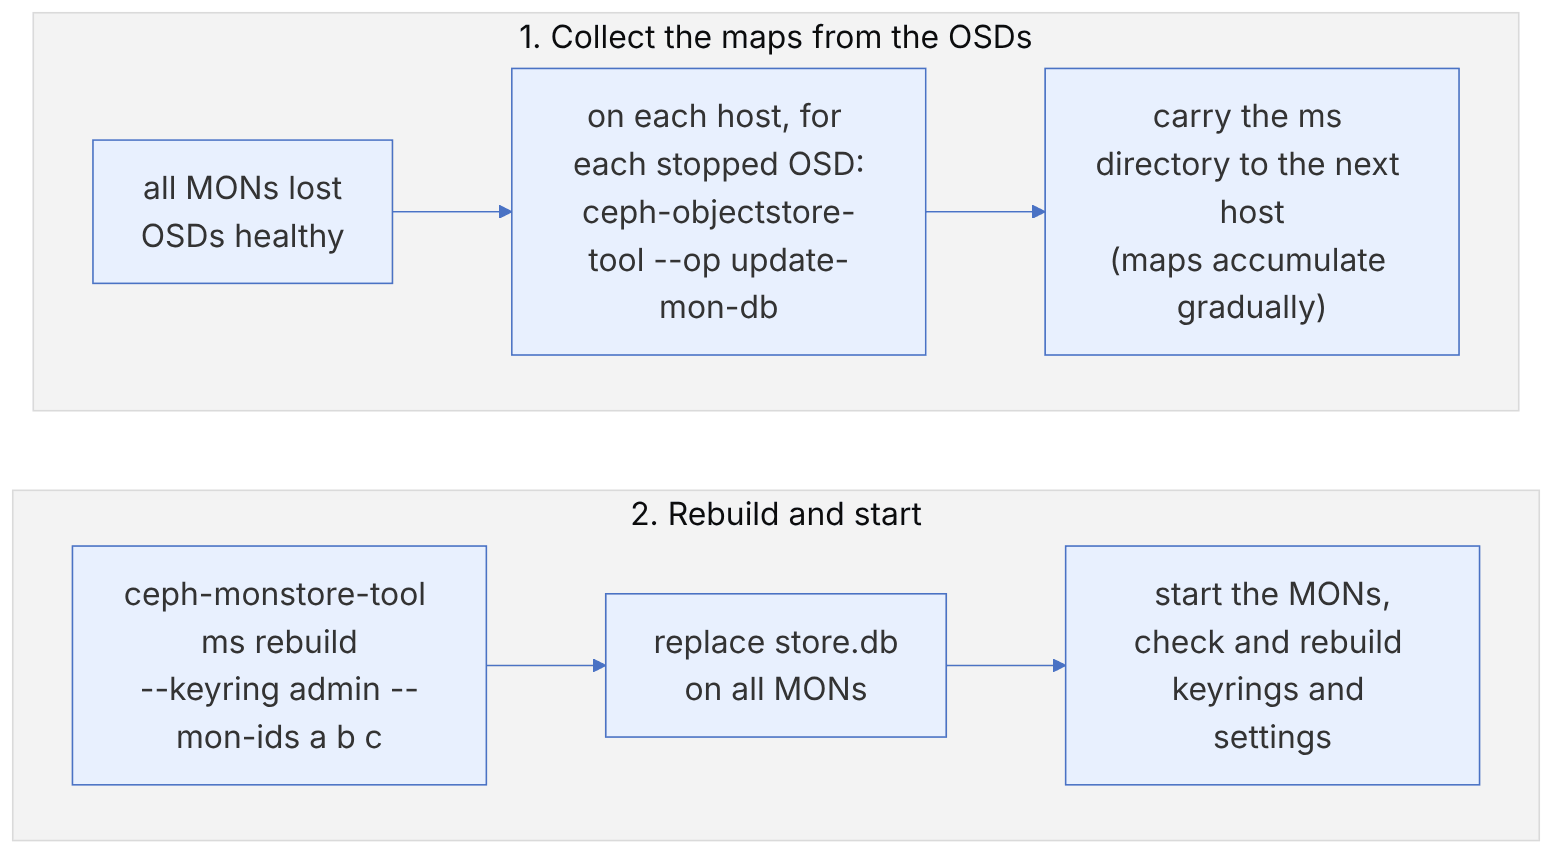 1. Collect the maps from the OSDs
all MONs lost
OSDs healthy
on each host, for
each stopped OSD:
ceph-objectstore-
tool --op update-
mon-db
carry the ms
directory to the next
host
(maps accumulate
gradually)
2. Rebuild and start
ceph-monstore-tool
ms rebuild
--keyring admin --
mon-ids a b c
replace store.db
on all MONs
start the MONs,
check and rebuild
keyrings and
settings